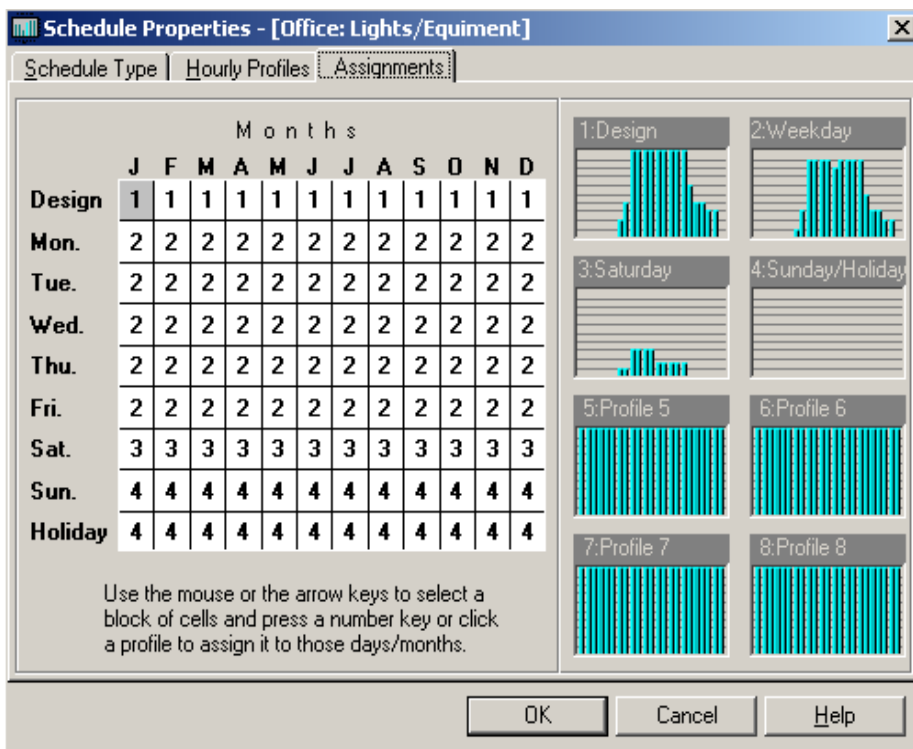 Schedule Properties - [Office: Lights/Equiment]
Schedule Type Hourly Profiles Assignments
Months
J F M A M J J A S O N D
Design 1 1 1 1 1 1 1 1 1 1 1 1
Mon. 2 2 2 2 2 2 2 2 2 2 2 2
Tue. 2 2 2 2 2 2 2 2 2 2 2 2
Wed. 2 2 2 2 2 2 2 2 2 2 2 2
Thu. 2 2 2 2 2 2 2 2 2 2 2 2
Fri. 2 2 2 2 2 2 2 2 2 2 2 2
Sat. 3 3 3 3 3 3 3 3 3 3 3 3
Sun. 4 4 4 4 4 4 4 4 4 4 4 4
Holiday 4 4 4 4 4 4 4 4 4 4 4 4
Use the mouse or the arrow keys to select a
block of cells and press a number key or click
a profile to assign it to those days/months.
1:Design 2:Weekday
3:Saturday 4:Sunday/Holiday
5:Profile 5 6:Profile 6
7:Profile 7 8:Profile 8
OK Cancel Help